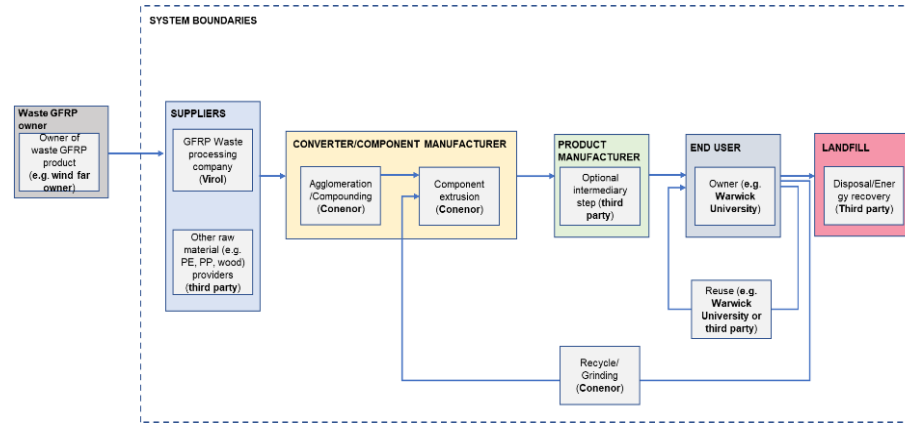 SYSTEM BOUNDARIES
Waste GFRP
owner
Owner of
waste GFRP
product
(e.g. wind far
owner)
SUPPLIERS
GFRP Waste
processing
company
(Virol)
Other raw
material (e.g.
PE, PP, wood)
providers
(third party)
CONVERTER/COMPONENT MANUFACTURER
Agglomeration
/Compounding
(Conenor)
Component
extrusion
(Conenor)
PRODUCT
MANUFACTURER
Optional
intermediary
step (third
party)
END USER
Owner (e.g.
Warwick
University)
LANDFILL
Disposal/Ener
gy recovery
(Third party)
Reuse (e.g.
Warwick
University or
third party)
Recycle/
Grinding
(Conenor)